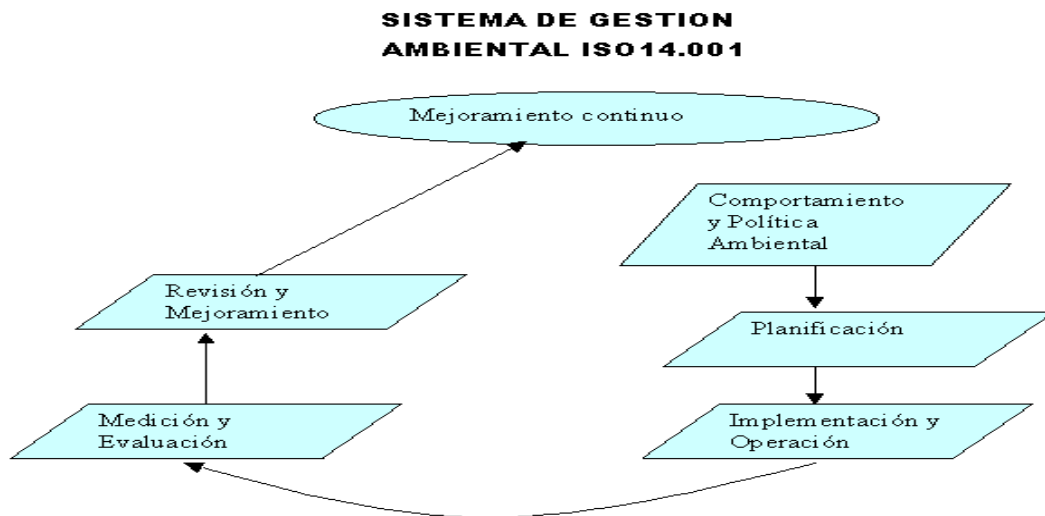 SISTEMA DE GESTION
AMBIENTAL ISO14.001
Mejoramiento continuo
Comportamiento
y Política
Ambiental
Revisión y
Mejoramiento
Planificación
Medición y
Evaluación
Implementación y
Operación